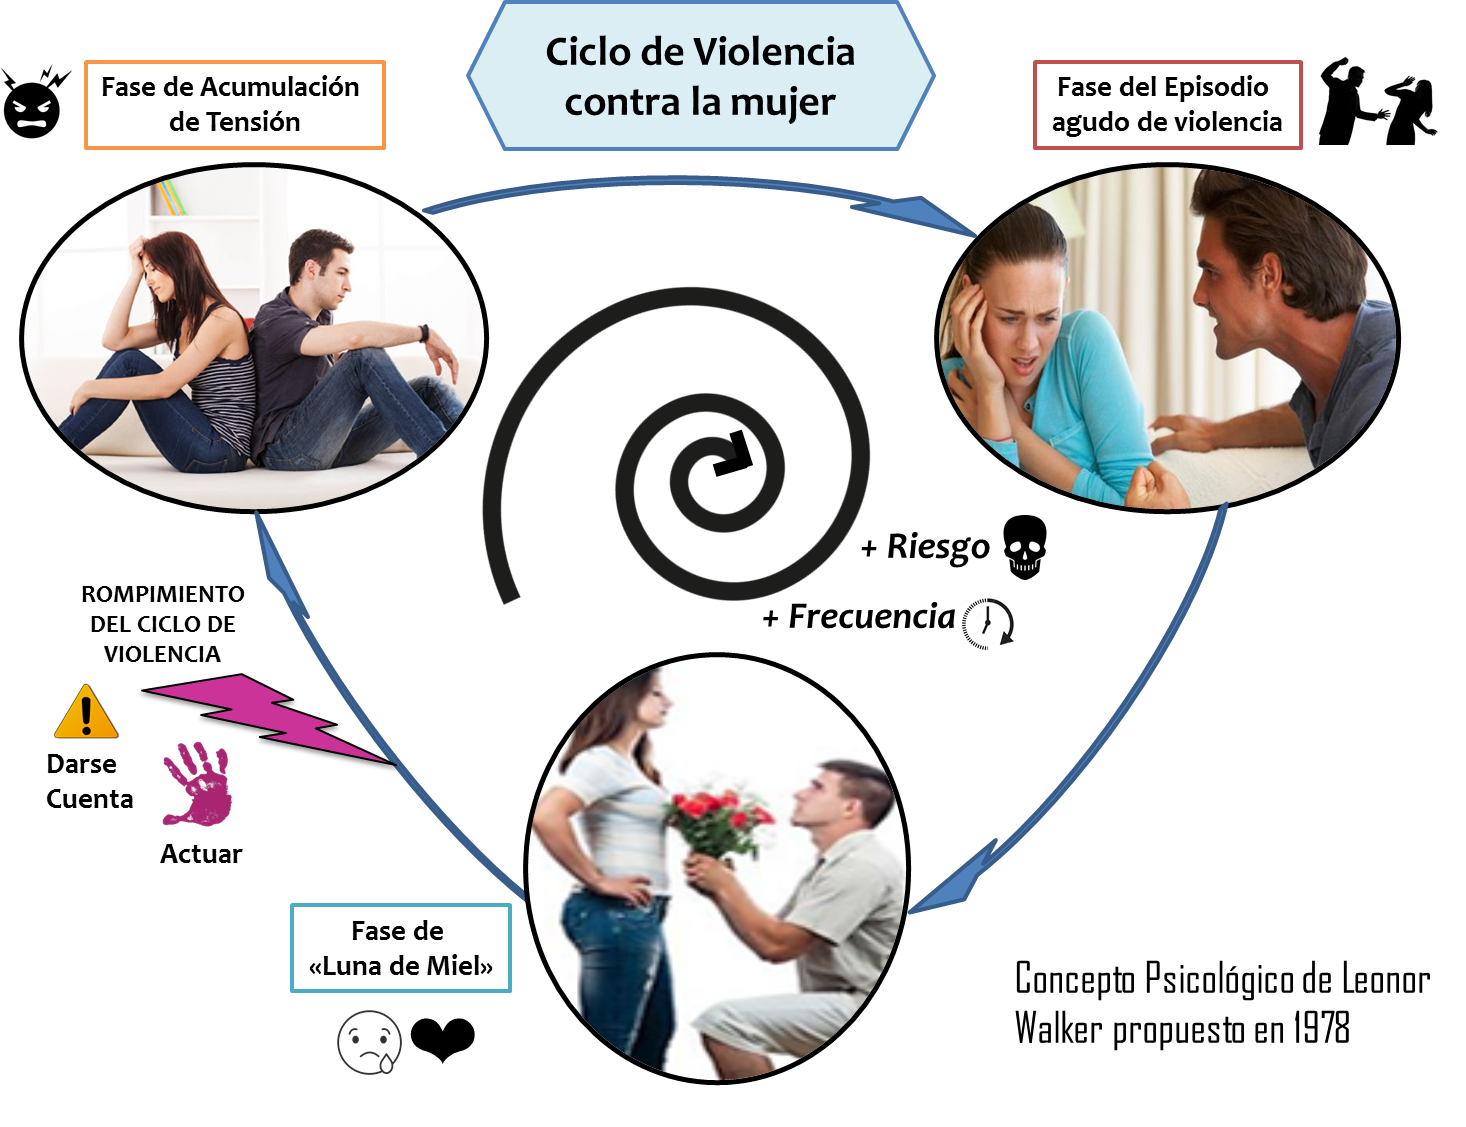 Ciclo de Violencia
contra la mujer
Fase de Acumulación
de Tensión
Fase del Episodio
agudo de violencia
+ Riesgo
+ Frecuencia
ROMPIMIENTO
DEL CICLO DE
VIOLENCIA
Darse
Cuenta
Actuar
Fase de
«Luna de Miel»
Concepto Psicológico de Leonor
Walker propuesto en 1978